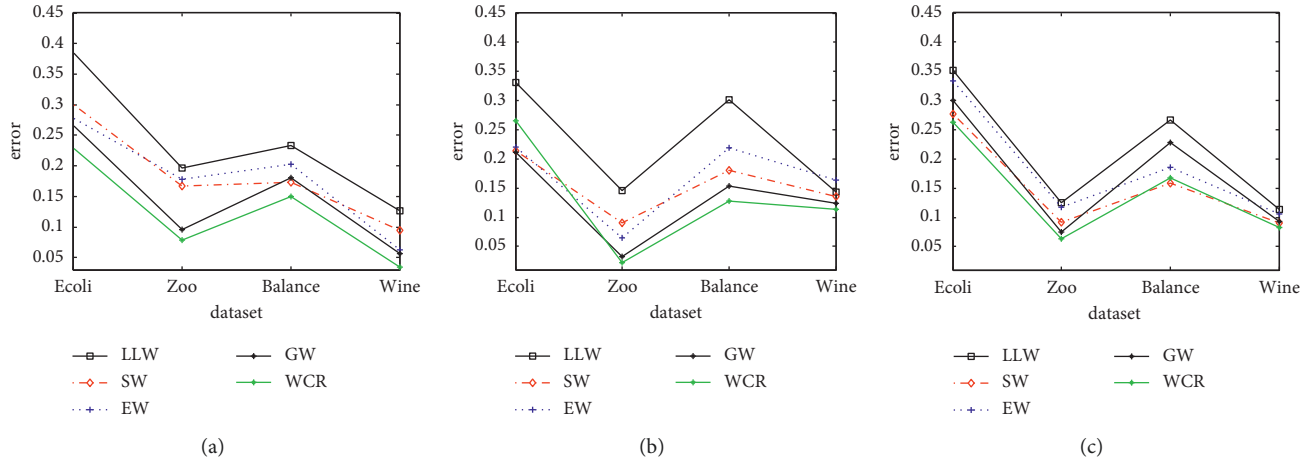 0.45
0.4
0.35
0.3
0.25
0.2
0.15
0.1
0.05
error
Ecoli Zoo Balance Wine
dataset
LLW GW
SW WCR
EW
(a)
0.45
0.4
0.35
0.3
0.25
0.2
0.15
0.1
0.05
error
Ecoli Zoo Balance Wine
dataset
LLW GW
SW WCR
EW
(b)
0.45
0.4
0.35
0.3
0.25
0.2
0.15
0.1
0.05
error
Ecoli Zoo Balance Wine
dataset
LLW GW
SW WCR
EW
(c)